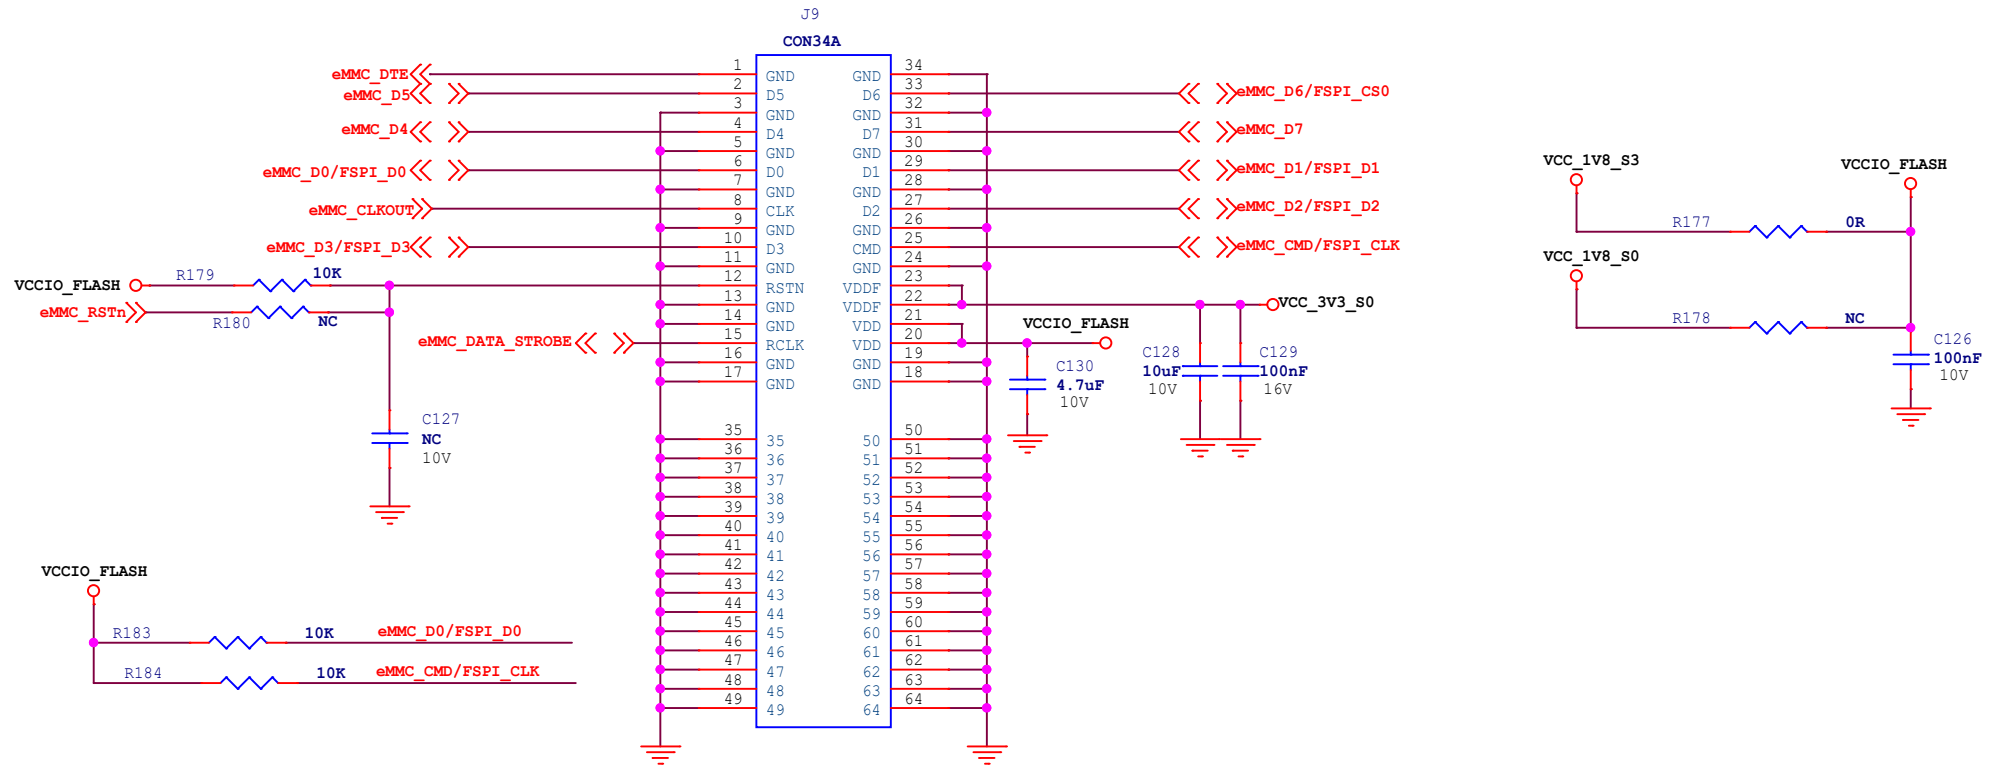 J9
CON34A
eMMC_DTE 1 GND GND 34
eMMC_D5 2 D5 D6 33 eMMC_D6/FSPI_CS0
3 GND GND 32
eMMC_D4 4 D4 D7 31 eMMC_D7
5 GND GND 30
eMMC_D0/FSPI_D0 6 D0 D1 29 eMMC_D1/FSPI_D1
7 GND GND 28
eMMC_CLKOUT 8 CLK D2 27 eMMC_D2/FSPI_D2
9 GND GND 26
eMMC_D3/FSPI_D3 10 D3 CMD 25 eMMC_CMD/FSPI_CLK
11 GND GND 24
VCCIO_FLASH R179 10K 12 RSTN VDDF 23
eMMC_RSTn R180 NC 13 GND VDDF 22 VCC_3V3_S0
14 GND VDD 21 VCCIO_FLASH
eMMC_DATA_STROBE 15 RCLK VDD 20
16 GND GND 19
17 GND GND 18
C130
4.7uF
10V
C128
10uF
10V
C129
100nF
16V
C127
NC
10V
35 35 50 50
36 36 51 51
37 37 52 52
38 38 53 53
39 39 54 54
40 40 55 55
41 41 56 56
42 42 57 57
43 43 58 58
44 44 59 59
45 45 60 60
46 46 61 61
47 47 62 62
48 48 63 63
49 49 64 64
VCCIO_FLASH
R183 10K eMMC_D0/FSPI_D0
R184 10K eMMC_CMD/FSPI_CLK
VCC_1V8_S3 VCCIO_FLASH
R177 0R
VCC_1V8_S0
R178 NC
C126
100nF
10V